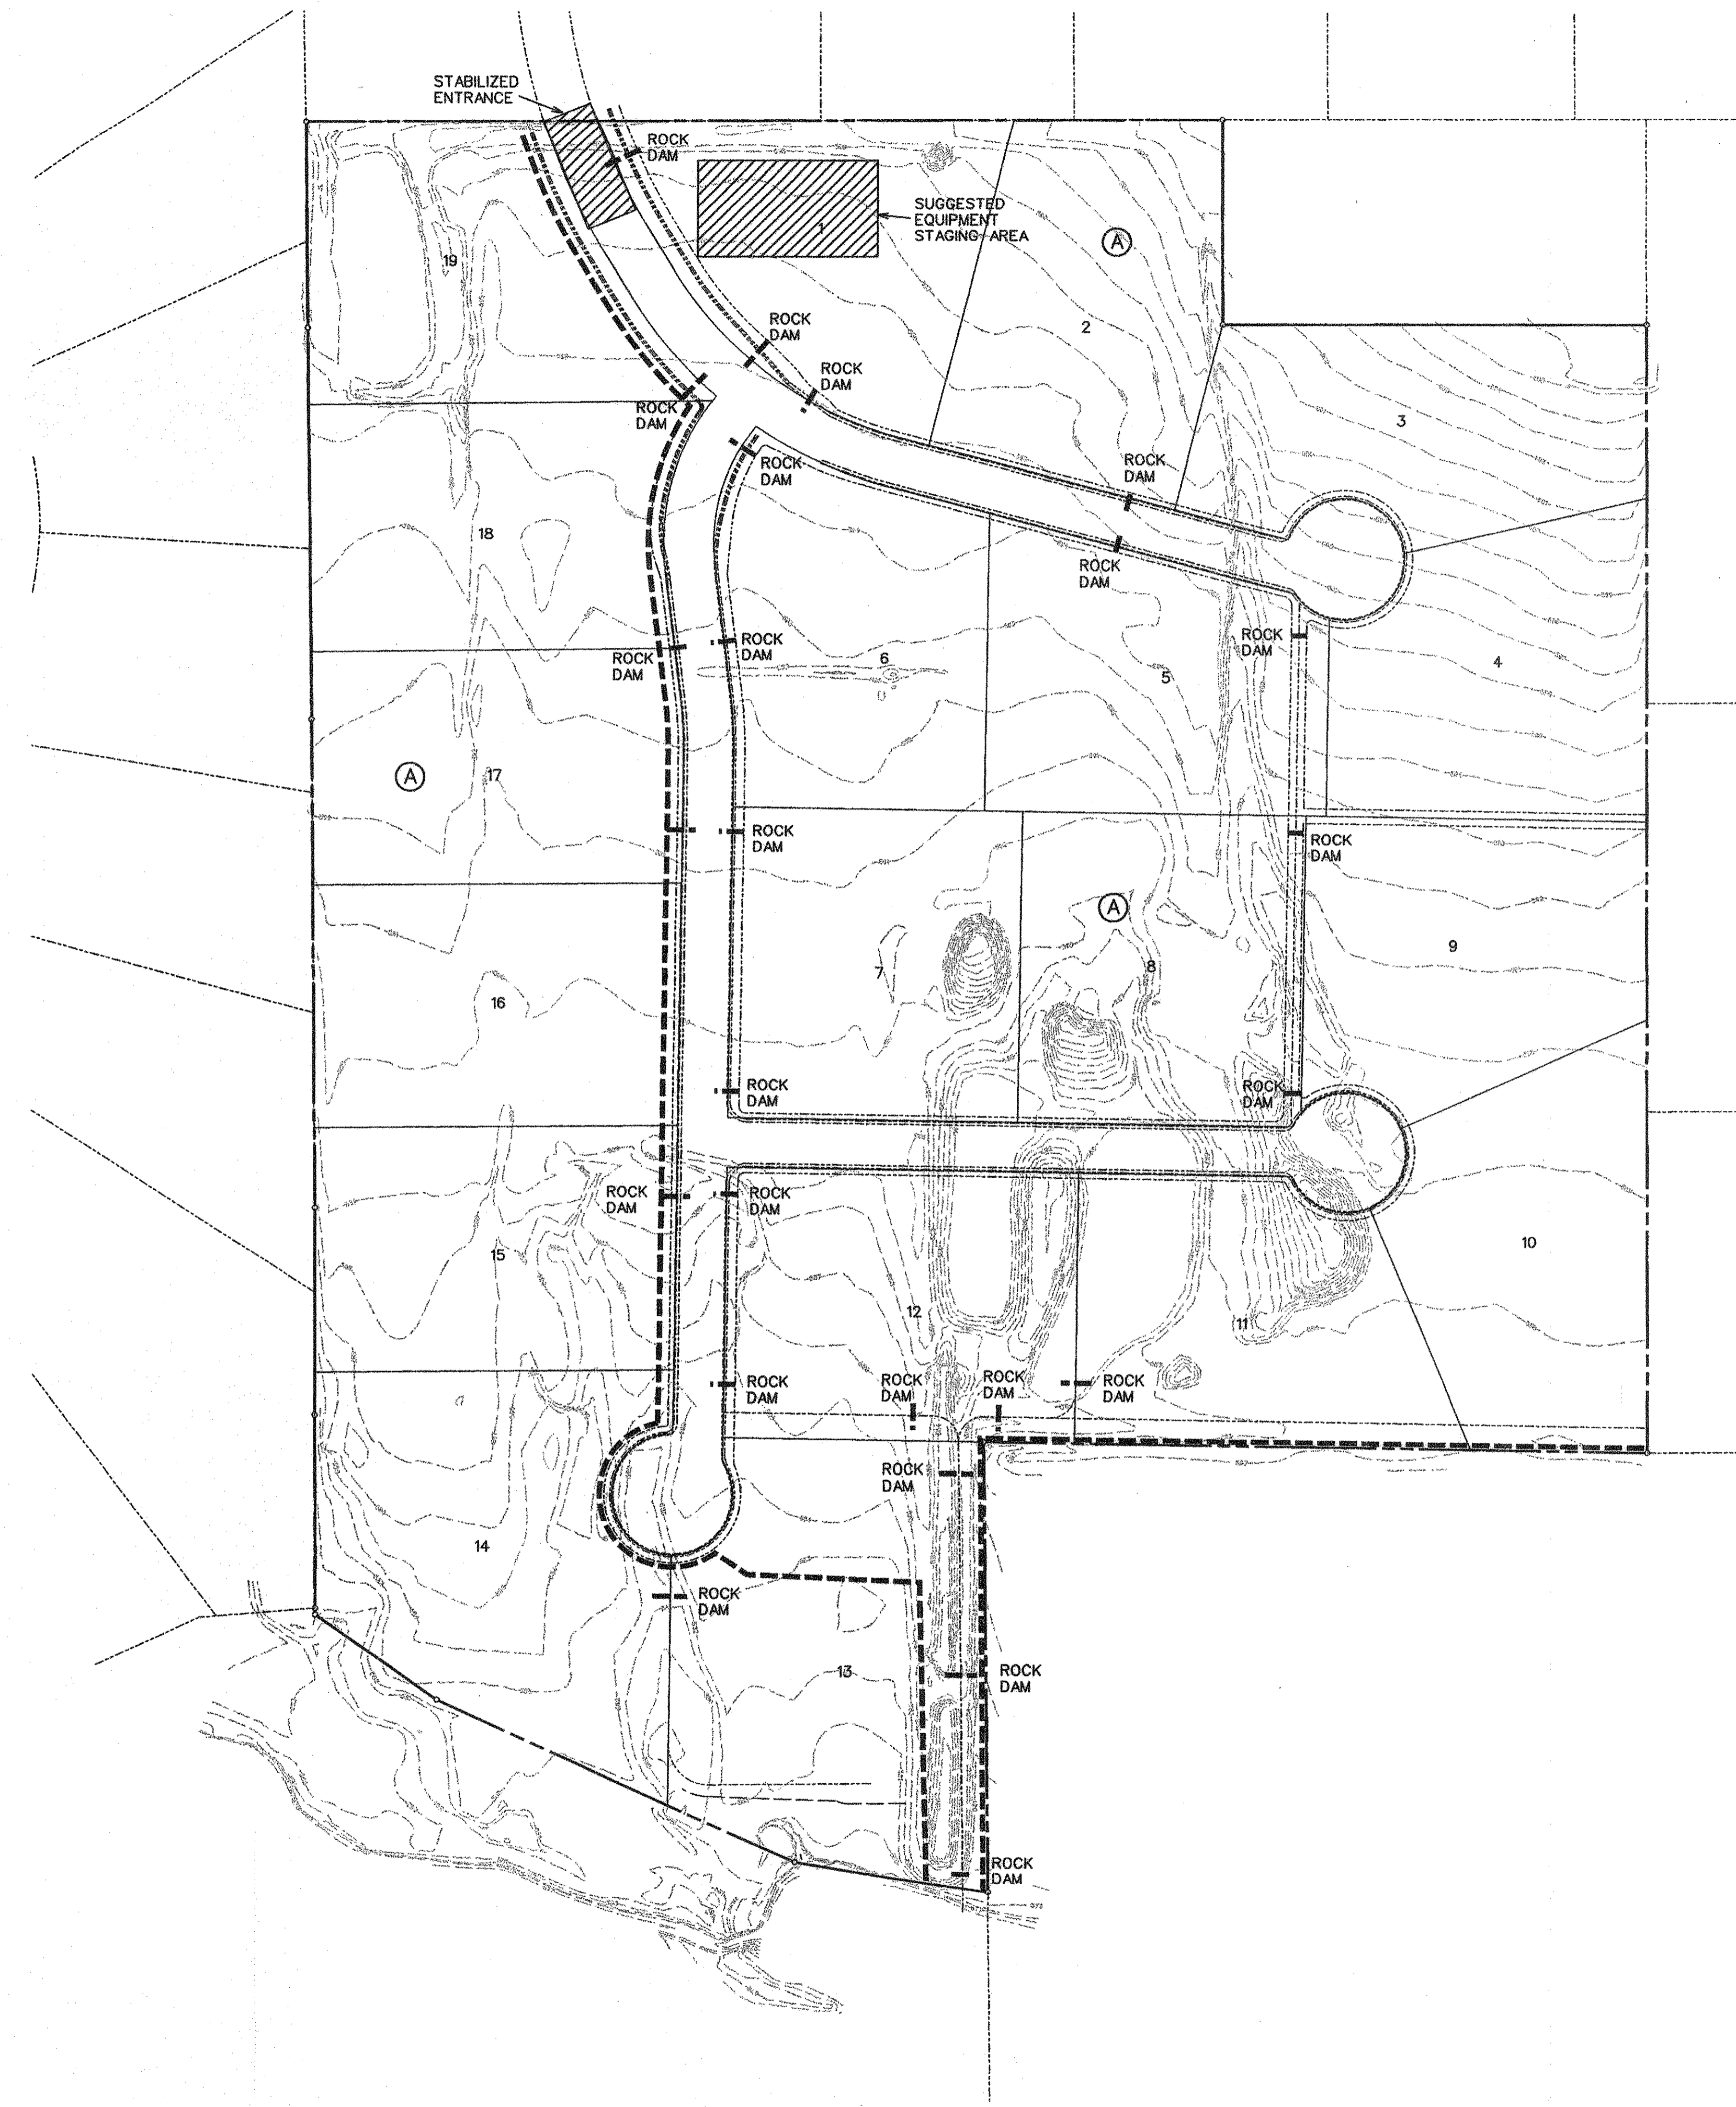 STABILIZED
ENTRANCE
ROCK
DAM
SUGGESTED
EQUIPMENT
STAGING AREA
1
A
19
2
ROCK
DAM
ROCK
DAM
ROCK
DAM
3
ROCK
DAM
ROCK
DAM
18
ROCK
DAM
ROCK
DAM
ROCK
DAM
ROCK
DAM
6
5
4
A
17
ROCK
DAM
ROCK
DAM
A
7
8
9
16
ROCK
DAM
ROCK
DAM
ROCK
DAM
ROCK
DAM
15
10
12
11
ROCK
DAM
ROCK
DAM
ROCK
DAM
ROCK
DAM
ROCK
DAM
14
ROCK
DAM
13
ROCK
DAM
ROCK
DAM